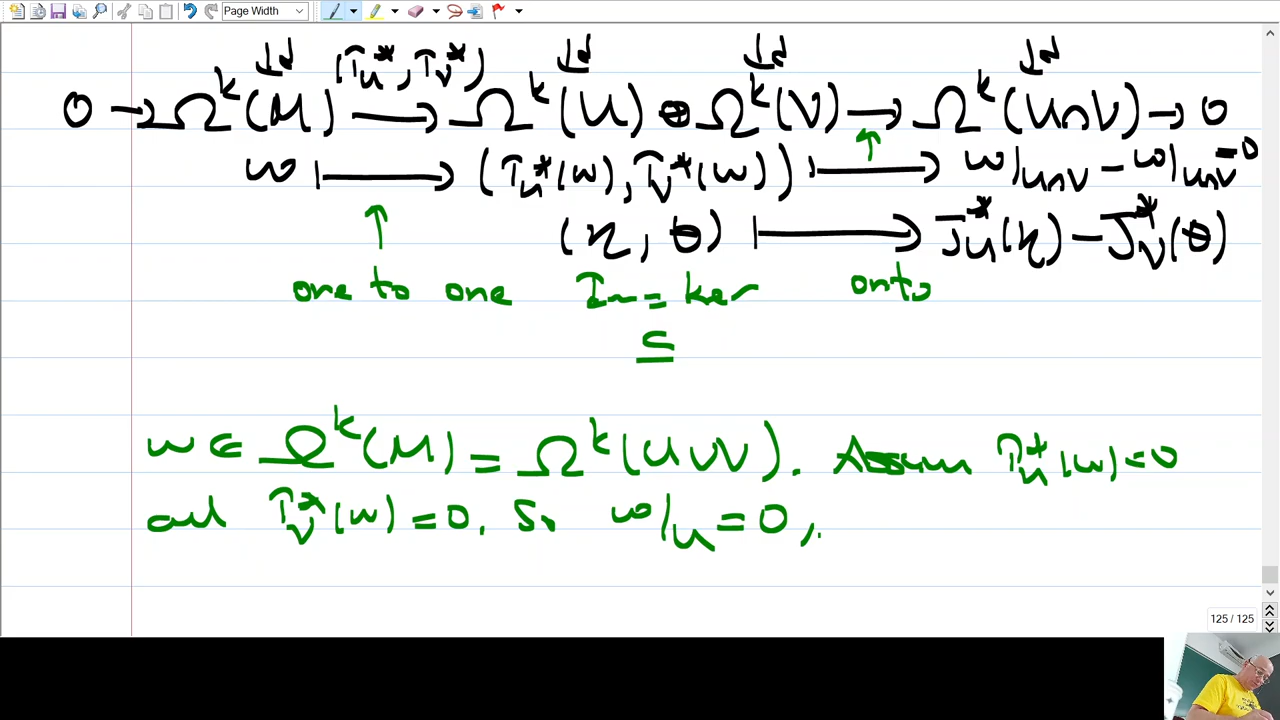 Page Width
↓d (i_U^*, i_V^*) ↓d ↓d ↓d
0 → Ω^k(M) → Ω^k(U) ⊕ Ω^k(V) → Ω^k(U∩V) → 0
ω ↦ (i_U^*(ω), i_V^*(ω)) ↦ ω|_{U∩V} - ω|_{U∩V} = 0
(η, θ) ↦ J_U^*(η) - J_V^*(θ)
one to one Im = ker onto
⊆
ω ∈ Ω^k(M) = Ω^k(U∪V). Assum i_U^*(ω) = 0
and i_V^*(ω) = 0. So ω|_U = 0,
125 / 125